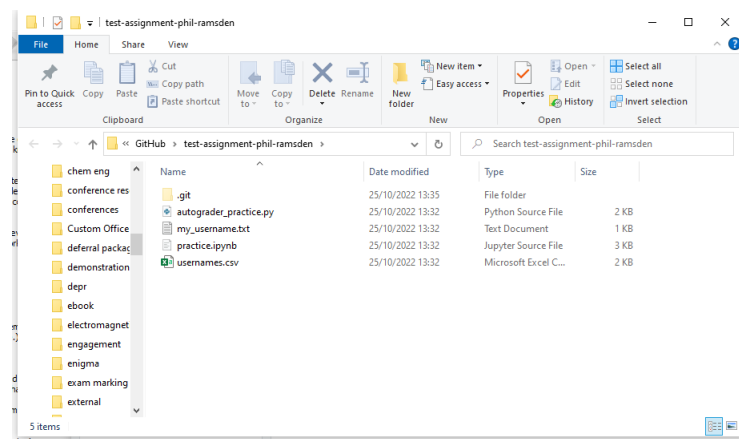 test-assignment-phil-ramsden
File Home Share View
Pin to Quick access
Copy
Paste
Cut
Copy path
Paste shortcut
Clipboard
Move to
Copy to
Delete
Rename
Organize
New folder
New item
Easy access
New
Properties
Open
Edit
History
Open
Select all
Select none
Invert selection
Select
« GitHub › test-assignment-phil-ramsden ›
Search test-assignment-phil-ramsden
chem eng
conference res
conferences
Custom Office
deferral packag
demonstration
depr
ebook
electromagnet
engagement
enigma
exam marking
external
Name Date modified Type Size
.git 25/10/2022 13:35 File folder
autograder_practice.py 25/10/2022 13:32 Python Source File 2 KB
my_username.txt 25/10/2022 13:32 Text Document 1 KB
practice.ipynb 25/10/2022 13:32 Jupyter Source File 3 KB
usernames.csv 25/10/2022 13:32 Microsoft Excel C... 2 KB
5 items